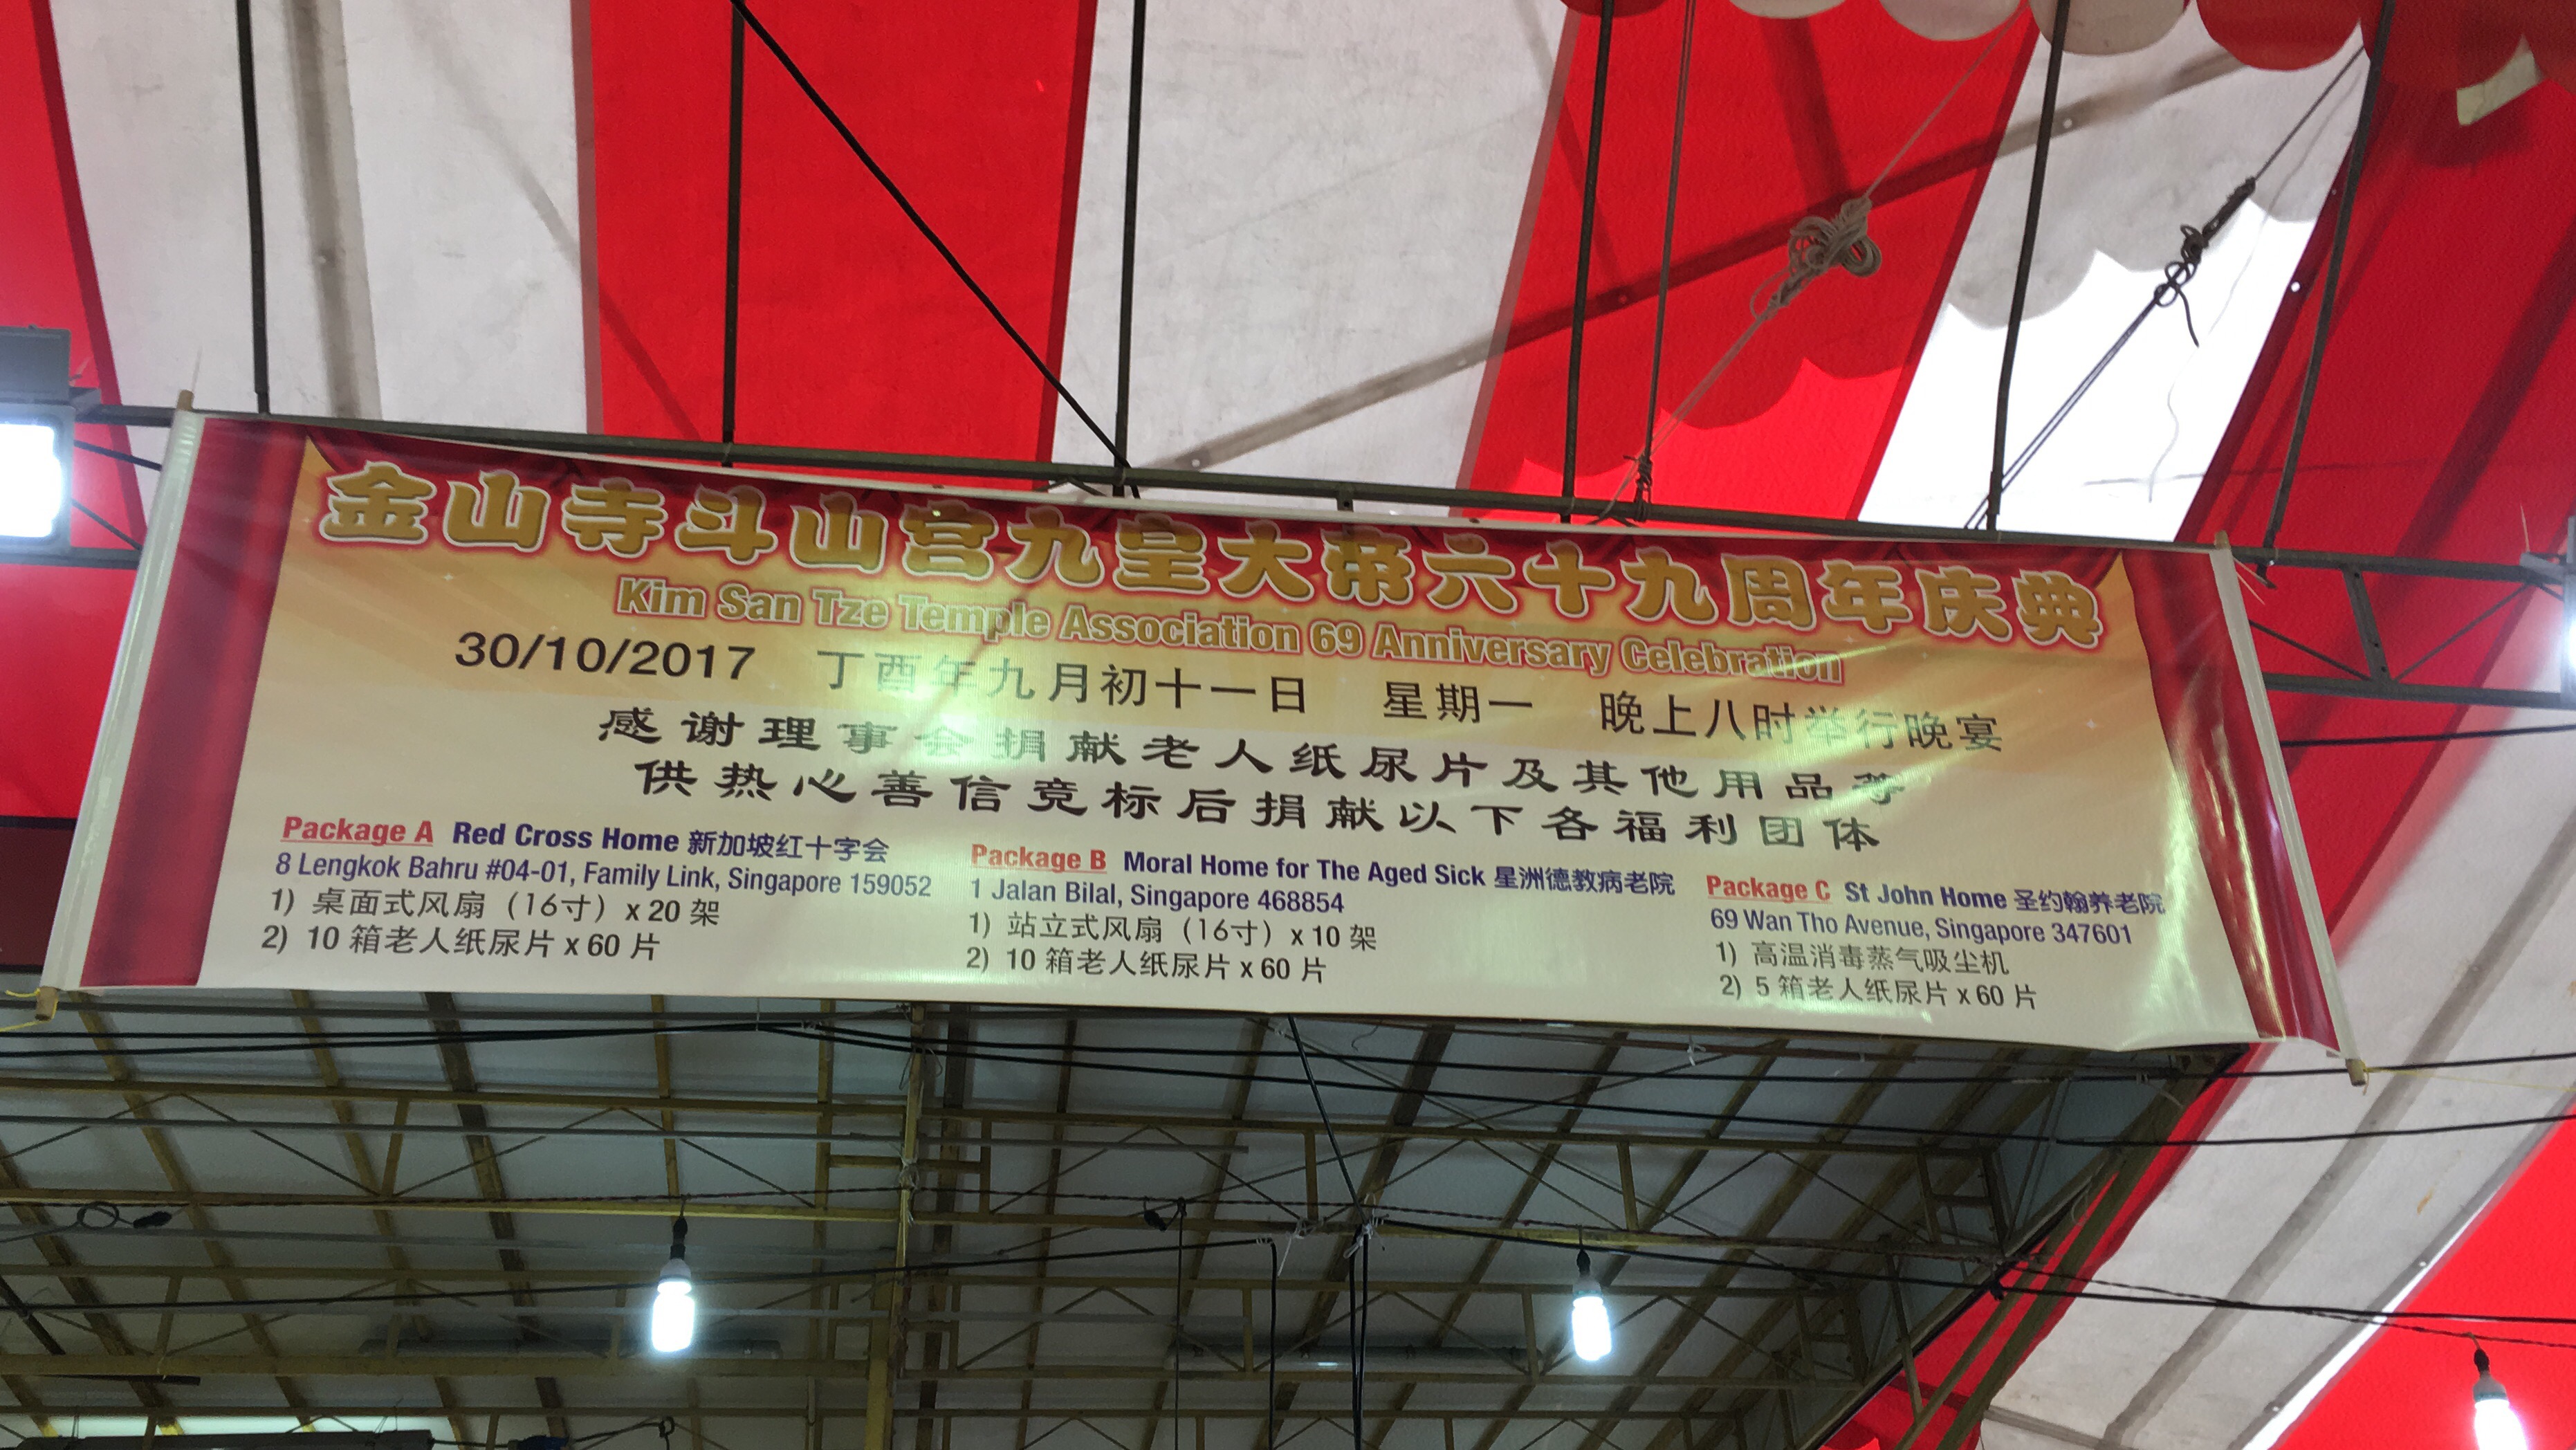 金山寺斗山宫九皇大帝六十九周年庆典
Kim San Tze Temple Association 69 Anniversary Celebration
30/10/2017 丁酉年九月初十一日 星期一 晚上八时举行晚宴
感谢理事会捐献老人纸尿片及其他用品等
供热心善信竞标后捐献以下各福利团体
Package A Red Cross Home 新加坡红十字会
8 Lengkok Bahru #04-01, Family Link, Singapore 159052
1) 桌面式风扇（16寸）x 20 架
2) 10 箱老人纸尿片 x 60 片
Package B Moral Home for The Aged Sick 星洲德教病老院
1 Jalan Bilal, Singapore 468854
1) 站立式风扇（16寸）x 10 架
2) 10 箱老人纸尿片 x 60 片
Package C St John Home 圣约翰养老院
69 Wan Tho Avenue, Singapore 347601
1) 高温消毒蒸气吸尘机
2) 5 箱老人纸尿片 x 60 片